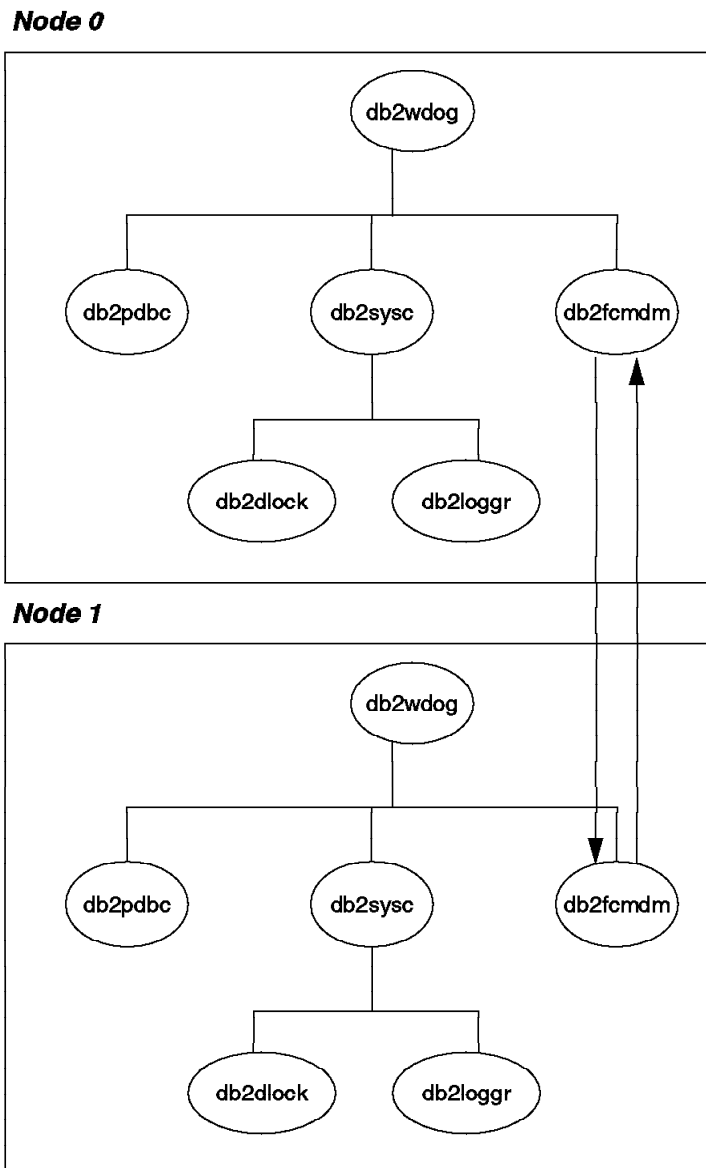 Node 0
db2wdog
db2pdbc db2sysc db2fcmdm
db2dlock db2loggr
Node 1
db2wdog
db2pdbc db2sysc db2fcmdm
db2dlock db2loggr